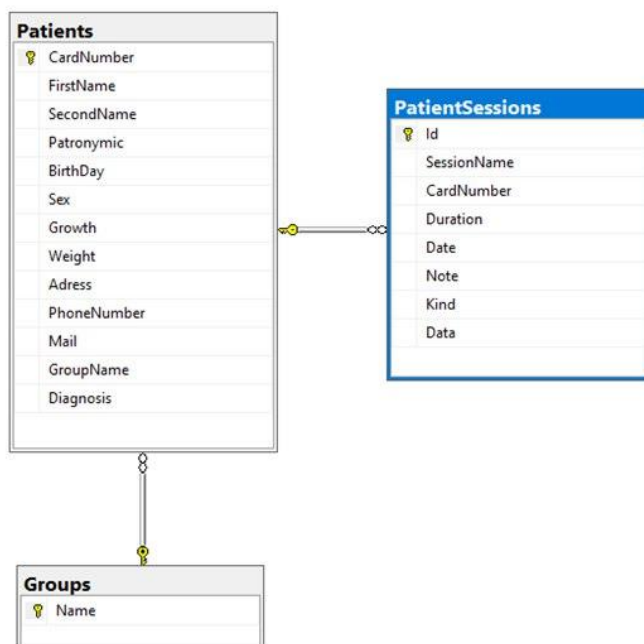 Patients
CardNumber
FirstName
SecondName
Patronymic
BirthDay
Sex
Growth
Weight
Adress
PhoneNumber
Mail
GroupName
Diagnosis
PatientSessions
Id
SessionName
CardNumber
Duration
Date
Note
Kind
Data
Groups
Name